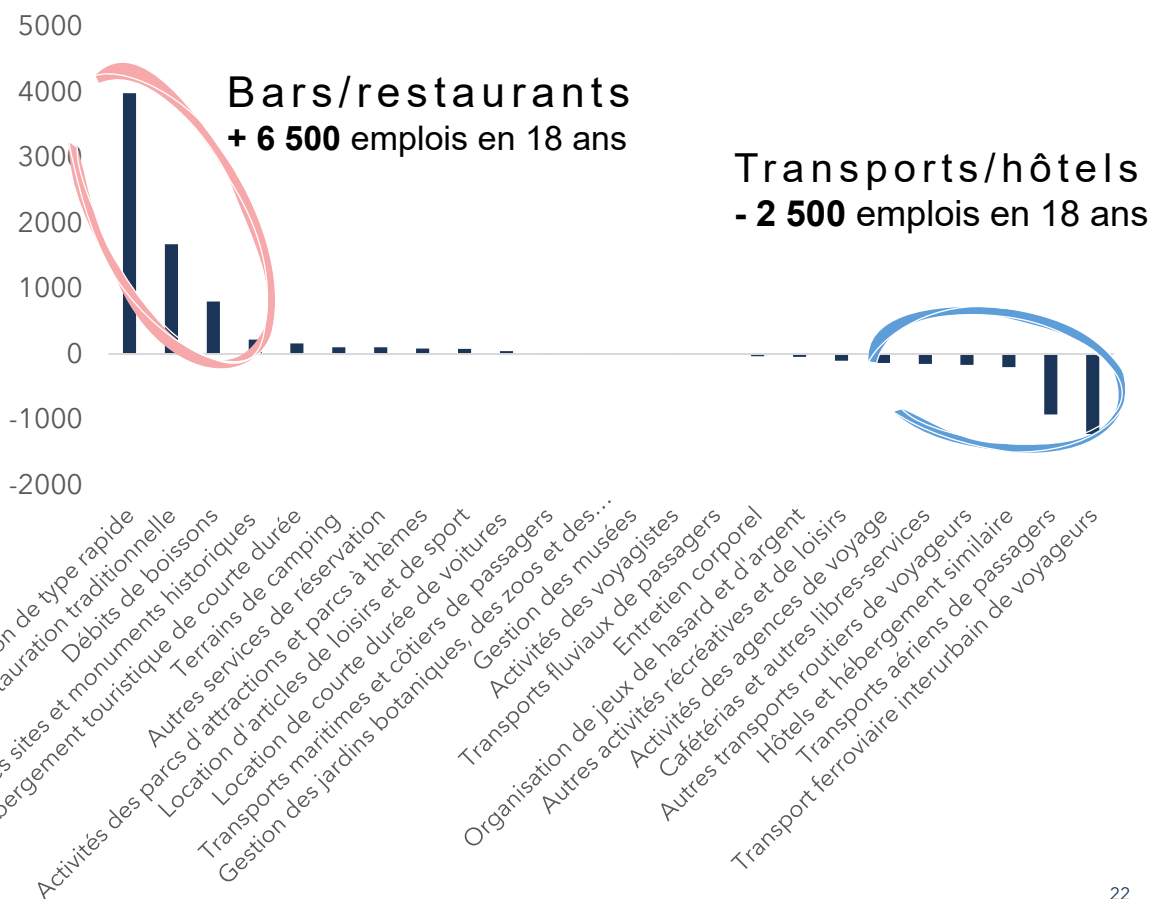 5000
4000
3000
2000
1000
0
-1000
-2000
Bars/restaurants
+ 6 500 emplois en 18 ans
Transports/hôtels
- 2 500 emplois en 18 ans
de type rapide
traditionnelle
Débits de boissons
sites et monuments historiques
touristique de courte durée
Terrains de camping
Autres services de réservation
Activités des parcs d'attractions et parcs à thèmes
Location d'articles de loisirs et de sport
Location de courte durée de voitures
Transports maritimes et côtiers de passagers
Gestion des jardins botaniques, des zoos et des…
Gestion des musées
Activités des voyagistes
Transports fluviaux de passagers
Entretien corporel
Organisation de jeux de hasard et d'argent
Autres activités récréatives et de loisirs
Activités des agences de voyage
Cafétérias et autres libres-services
Autres transports routiers de voyageurs
Hôtels et hébergement similaire
Transports aériens de passagers
Transport ferroviaire interurbain de voyageurs
22